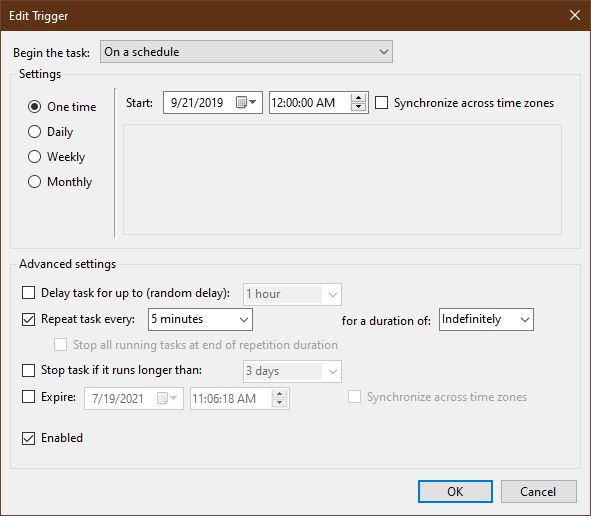 Edit Trigger
Begin the task: On a schedule
Settings
One time
Daily
Weekly
Monthly
Start: 9/21/2019 12:00:00 AM Synchronize across time zones
Advanced settings
Delay task for up to (random delay): 1 hour
Repeat task every: 5 minutes for a duration of: Indefinitely
Stop all running tasks at end of repetition duration
Stop task if it runs longer than: 3 days
Expire: 7/19/2021 11:06:18 AM Synchronize across time zones
Enabled
OK Cancel